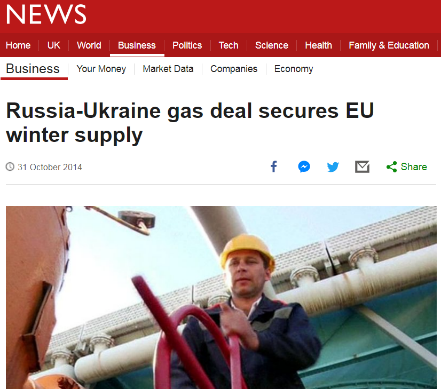 NEWS
Home UK World Business Politics Tech Science Health Family & Education
Business Your Money Market Data Companies Economy
Russia-Ukraine gas deal secures EU
winter supply
31 October 2014 Share